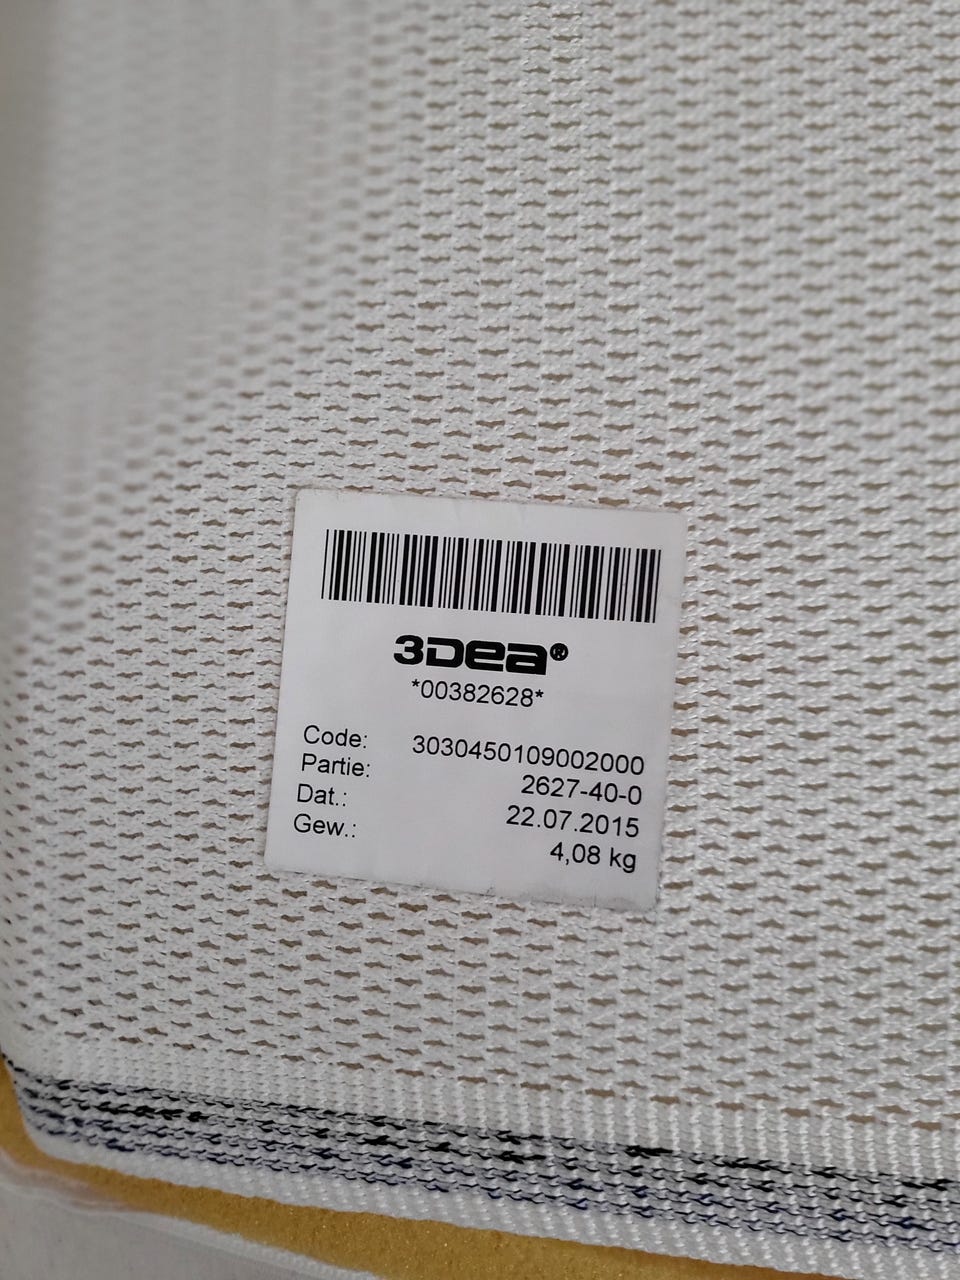 3Dea®
*00382628*
Code: 3030450109002000
Partie: 2627-40-0
Dat.: 22.07.2015
Gew.: 4,08 kg